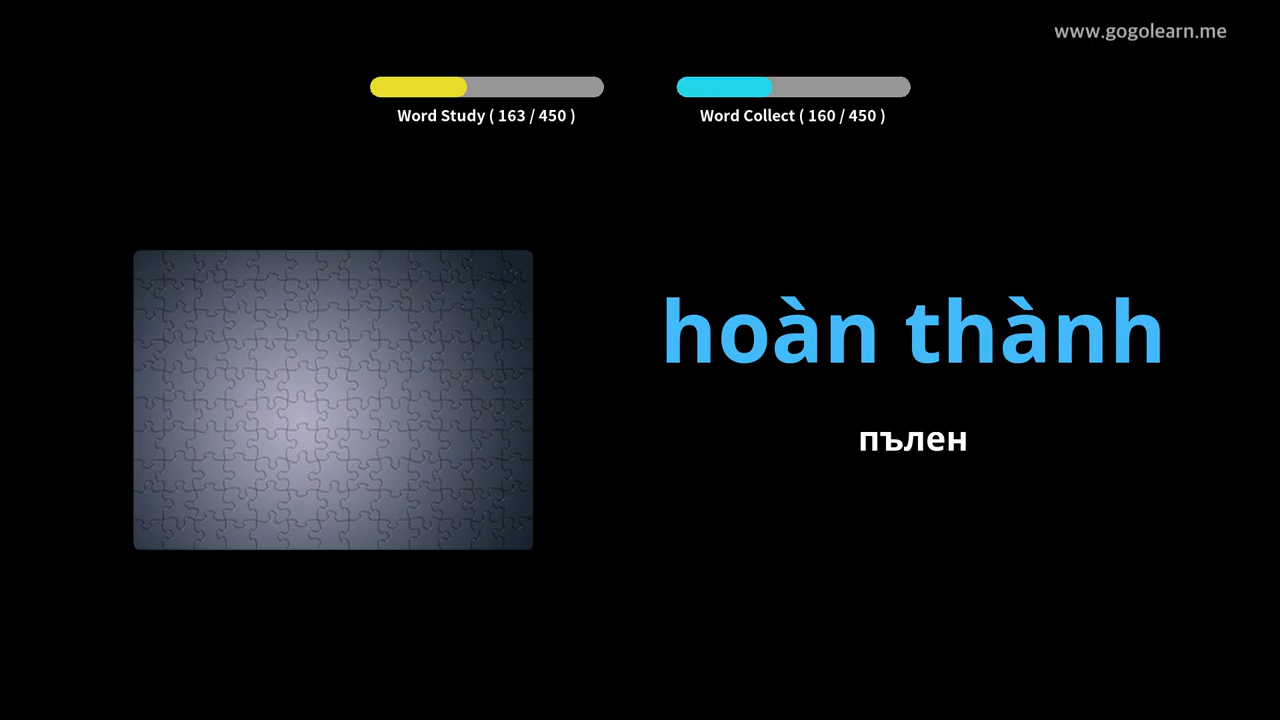 www.gogolearn.me
Word Study ( 163 / 450 )
Word Collect ( 160 / 450 )
hoàn thành
пълен